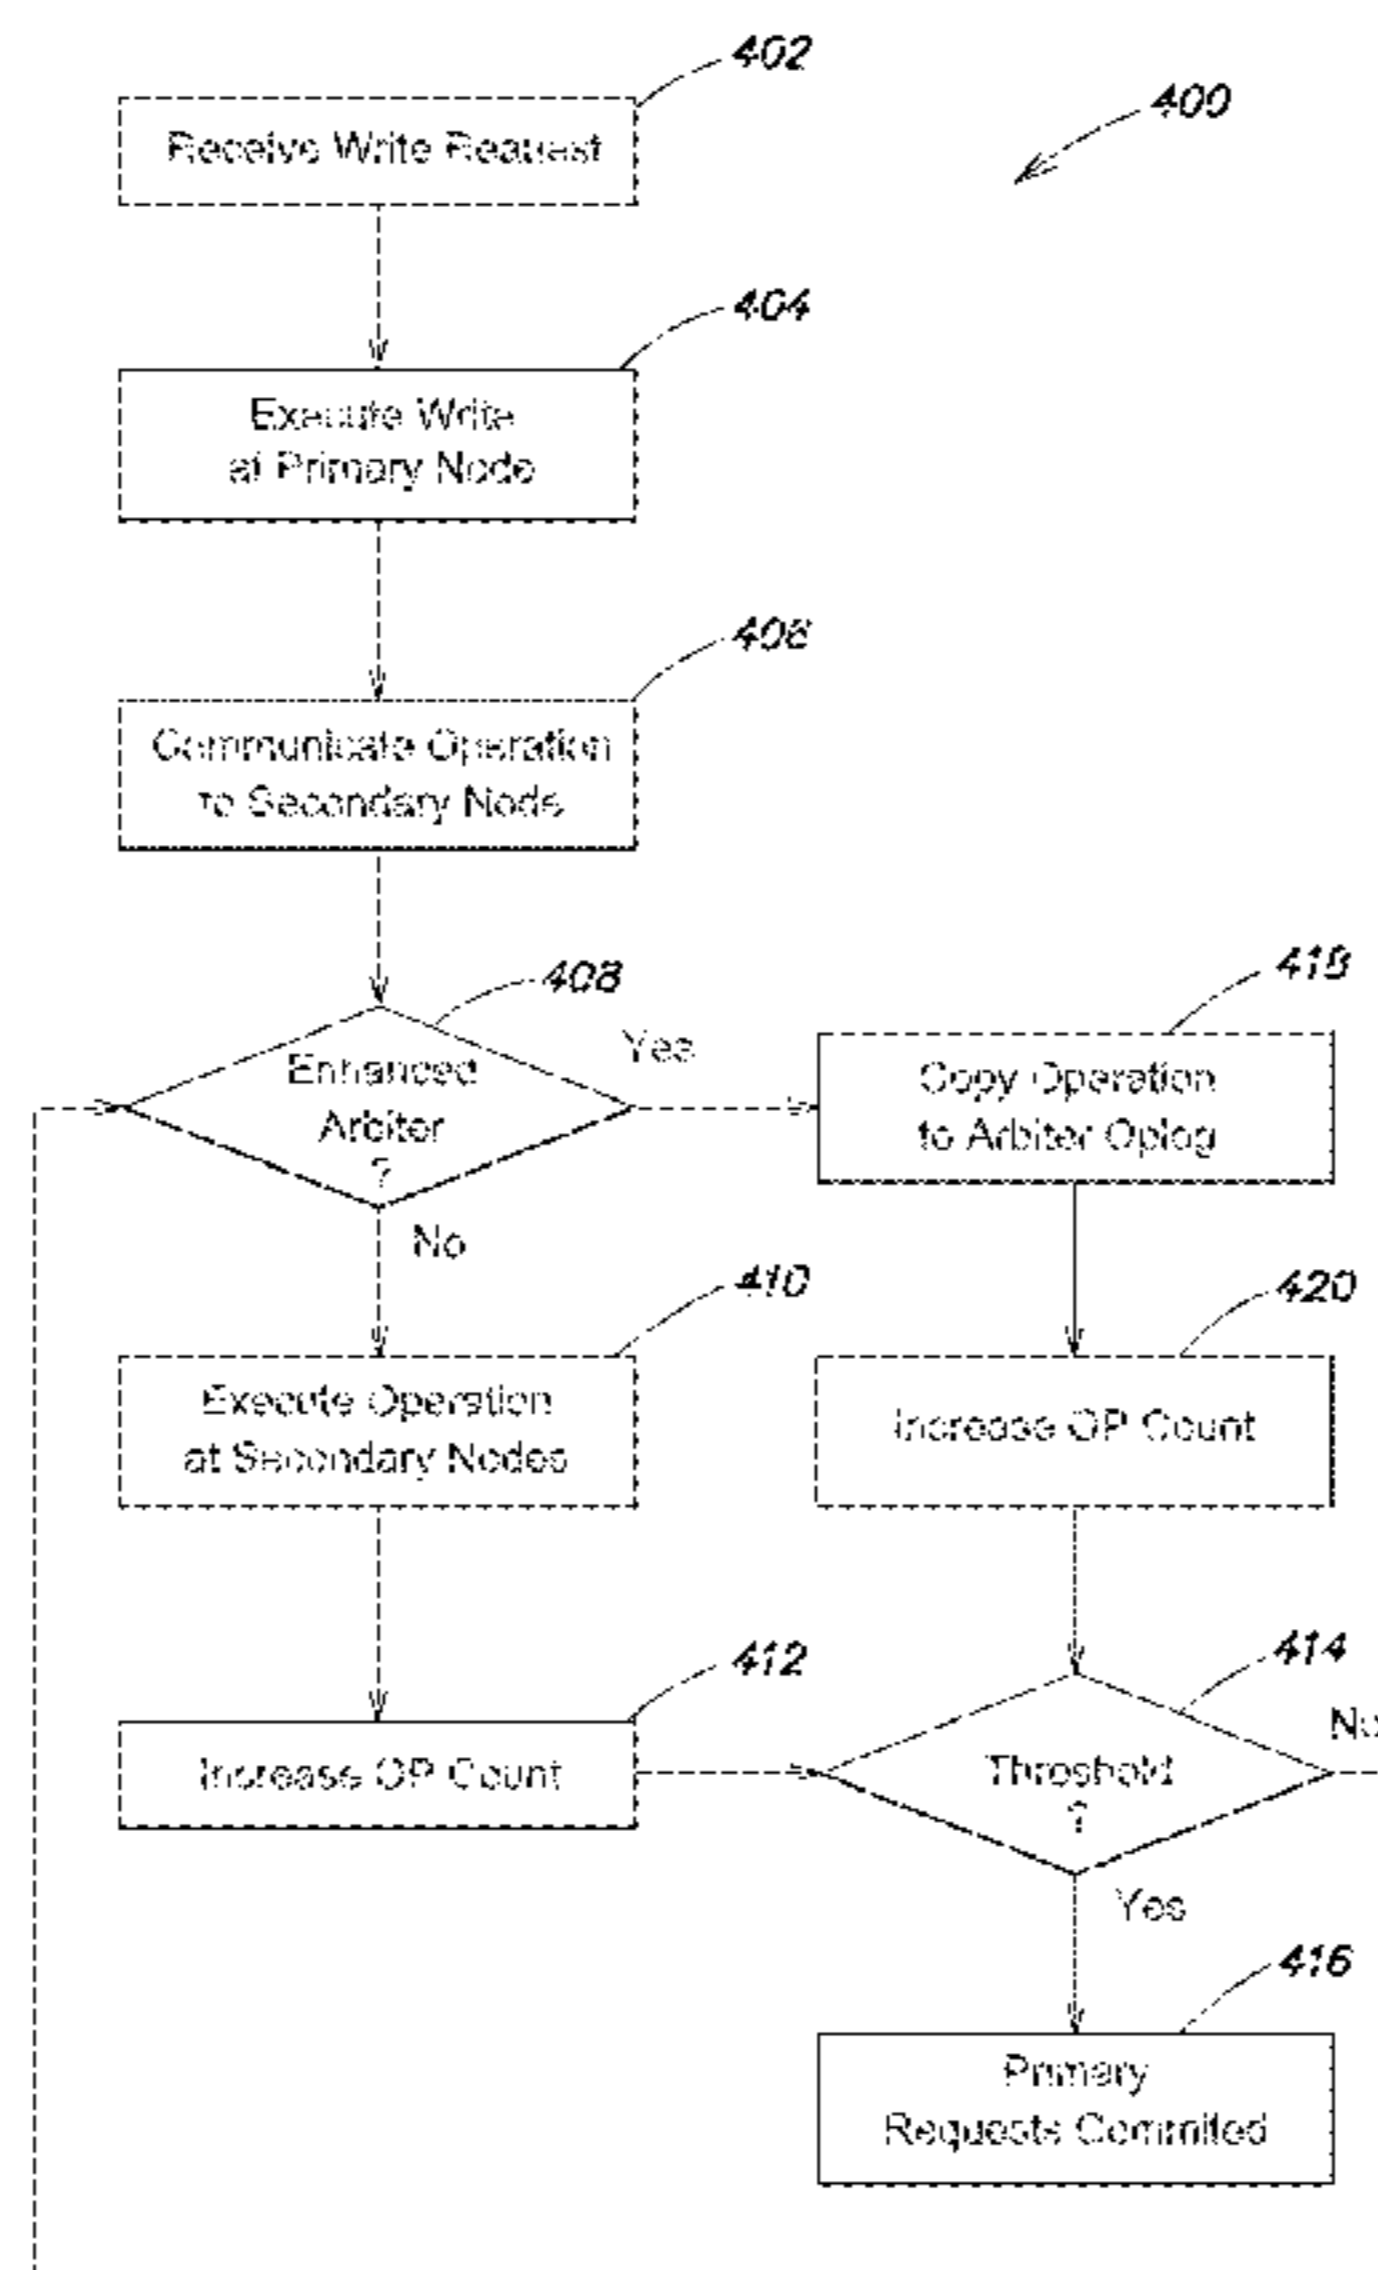 402
400
Receive Write Request
404
Execute Write
at Primary Node
406
Communicate Operation
to Secondary Node
408
Enhanced
Arbiter
?
Yes
No
418
Copy Operation
to Arbiter Oplog
410
Execute Operation
at Secondary Nodes
420
Increase OP Count
412
Increase OP Count
414
Threshold
?
No
Yes
416
Primary
Requests Commited